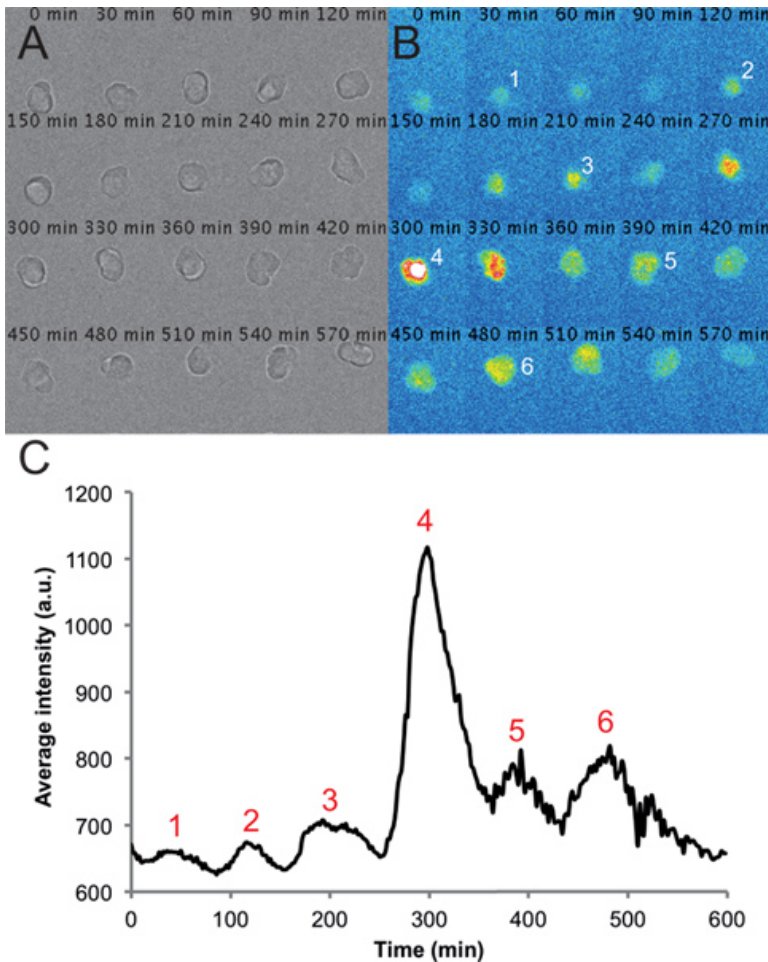 A
0 min 30 min 60 min 90 min 120 min
150 min 180 min 210 min 240 min 270 min
300 min 330 min 360 min 390 min 420 min
450 min 480 min 510 min 540 min 570 min
B
0 min 30 min 60 min 90 min 120 min
1 2
150 min 180 min 210 min 240 min 270 min
3
300 min 330 min 360 min 390 min 420 min
4 5
450 min 480 min 510 min 540 min 570 min
6
C
1200
1100
1000
900
800
700
600
Average intensity (a.u.)
1 2 3 4 5 6
0 100 200 300 400 500 600
Time (min)